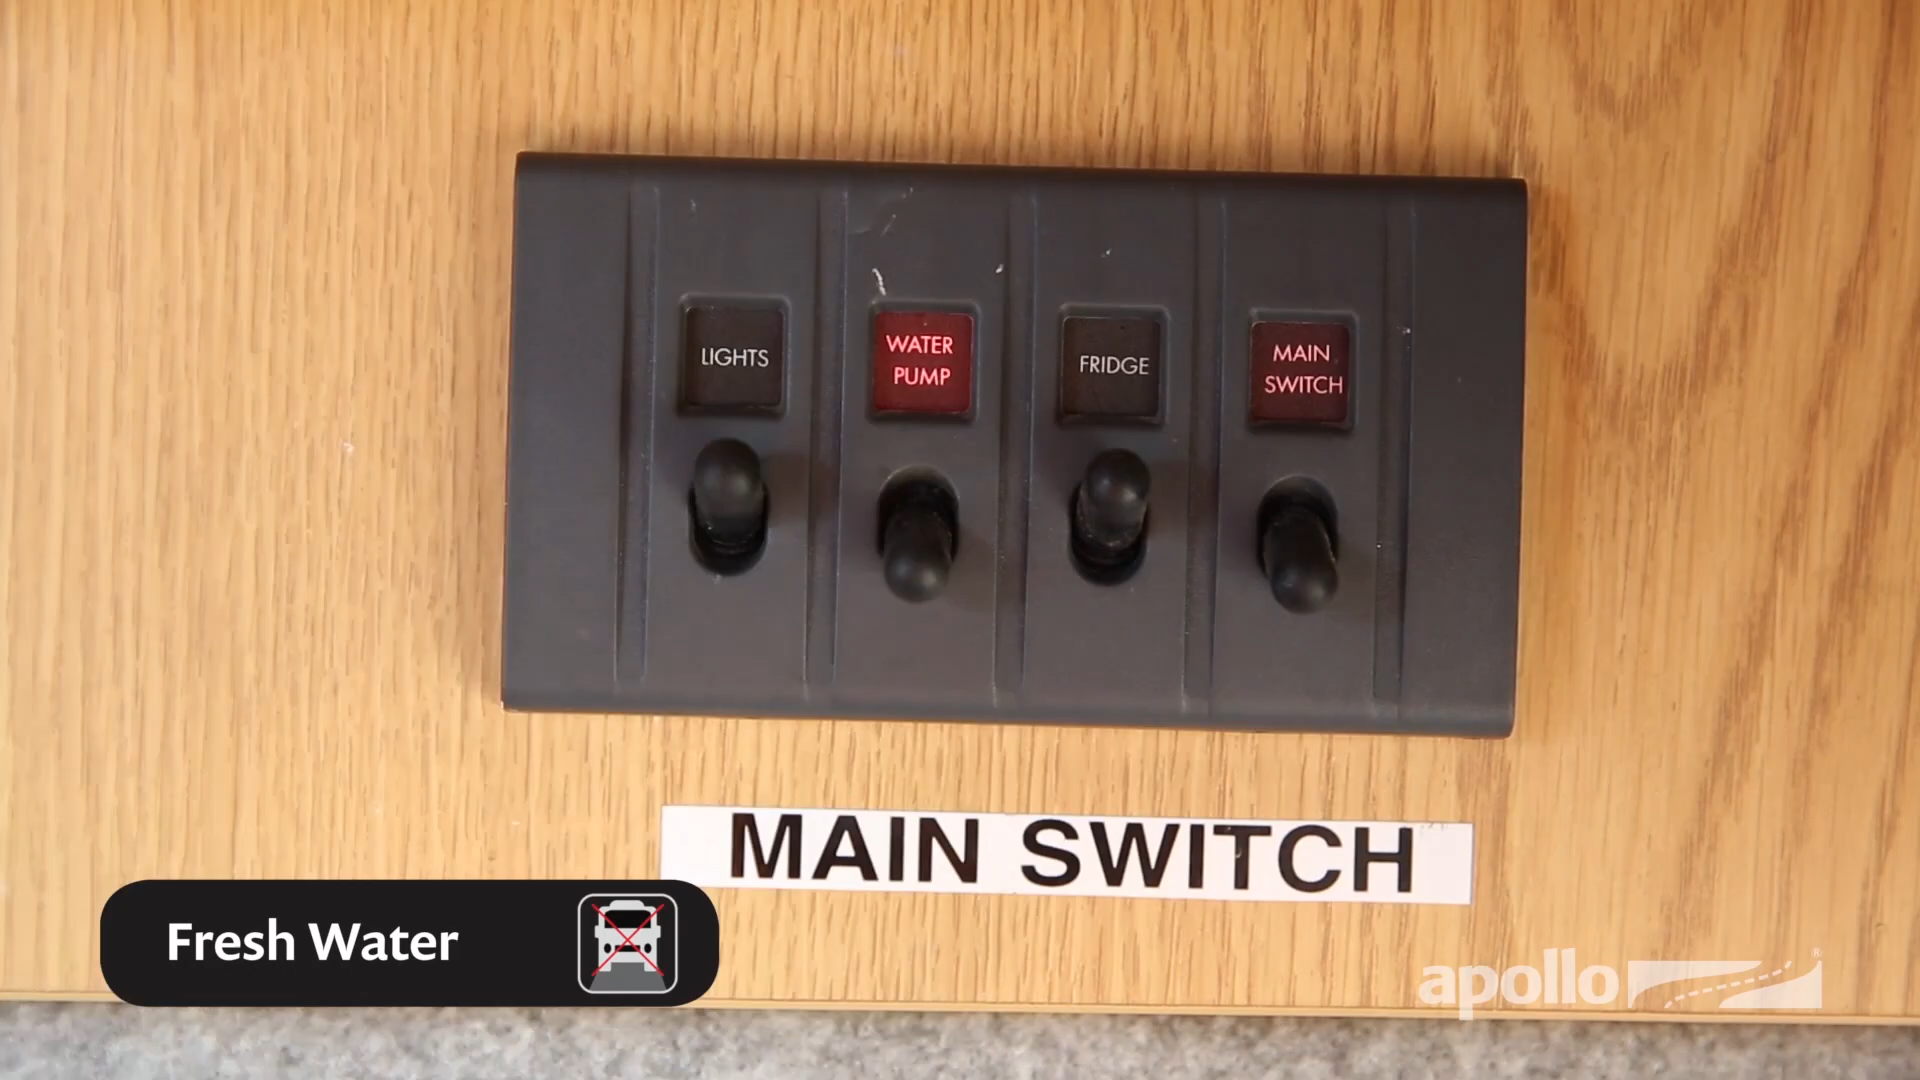 LIGHTS
WATER
PUMP
FRIDGE
MAIN
SWITCH
MAIN SWITCH
Fresh Water
apollo®